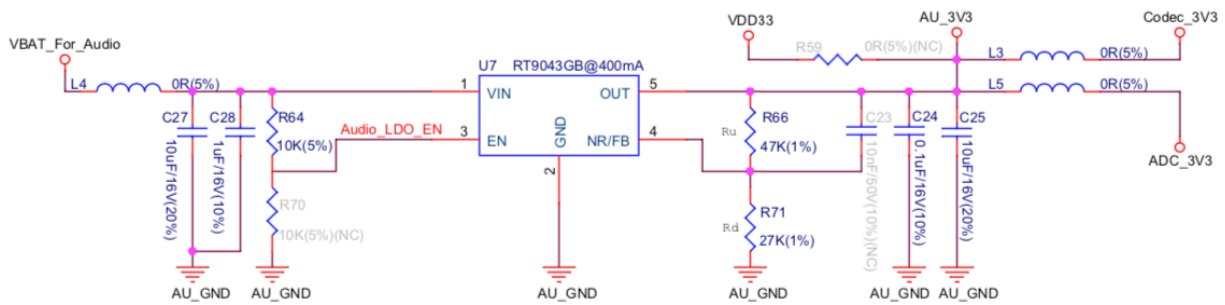 VBAT_For_Audio
L4
0R(5%)
C27
10uF/16V(20%)
C28
1uF/16V(10%)
R64
10K(5%)
R70
10K(5%)(NC)
AU_GND
AU_GND
Audio_LDO_EN
U7 RT9043GB@400mA
1
VIN
3
EN
GND
2
OUT
5
NR/FB
4
AU_GND
VDD33
R59
0R(5%)(NC)
AU_3V3
L3
0R(5%)
Codec_3V3
L5
0R(5%)
ADC_3V3
Ru
R66
47K(1%)
Rd
R71
27K(1%)
C23
10nF/50V(10%)(NC)
C24
0.1uF/16V(10%)
C25
10uF/16V(20%)
AU_GND
AU_GND
AU_GND